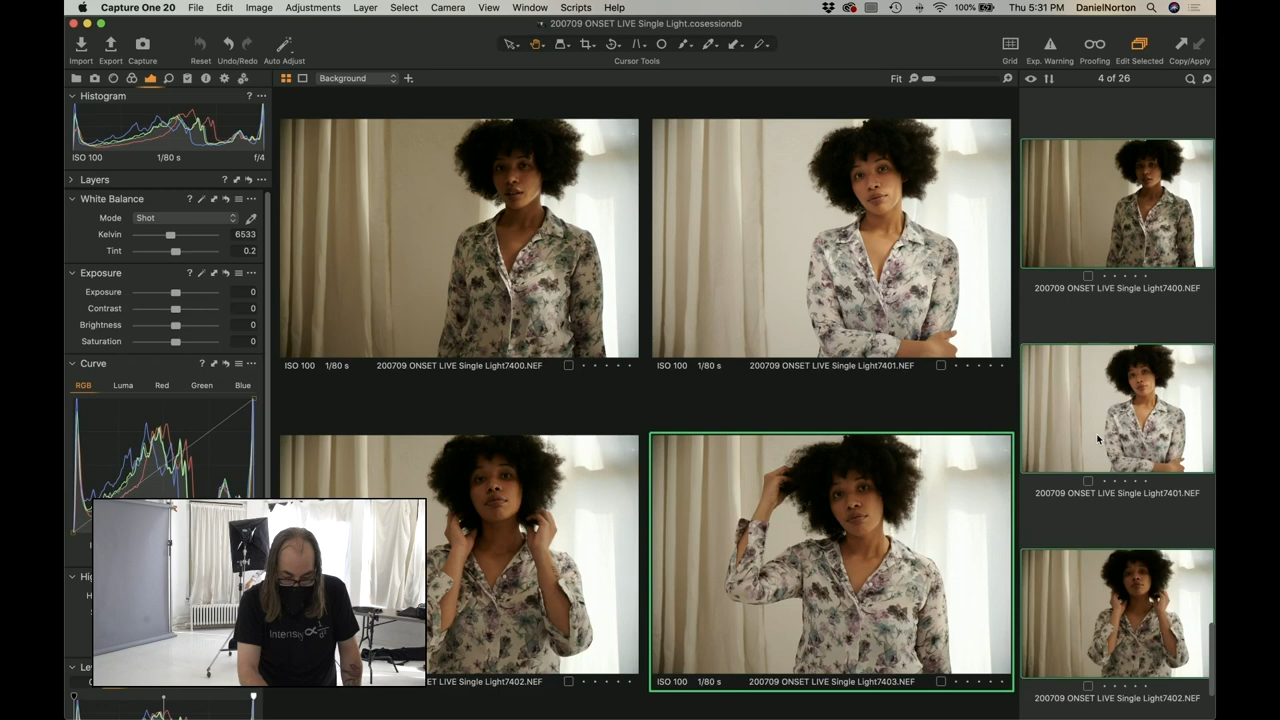 Capture One 20 File Edit Image Adjustments Layer Select Camera View Window Scripts Help 100% Thu 5:31 PM DanielNorton
200709 ONSET LIVE Single Light.cosessiondb
Import Export Capture Reset Undo/Redo Auto Adjust Cursor Tools Grid Exp. Warning Proofing Edit Selected Copy/Apply
Background Fit 4 of 26
Histogram ? ...
ISO 100 1/80 s f/4
Layers ?
White Balance ?
Mode Shot
Kelvin 6533
Tint 0.2
Exposure ?
Exposure 0
Contrast 0
Brightness 0
Saturation 0
Curve ?
RGB Luma Red Green Blue
ISO 100 1/80 s 200709 ONSET LIVE Single Light7400.NEF
ISO 100 1/80 s 200709 ONSET LIVE Single Light7401.NEF
LIVE Single Light7402.NEF
ISO 100 1/80 s 200709 ONSET LIVE Single Light7403.NEF
200709 ONSET LIVE Single Light7400.NEF
200709 ONSET LIVE Single Light7401.NEF
200709 ONSET LIVE Single Light7402.NEF
Hig
H
Le
Intensity α 1/d²